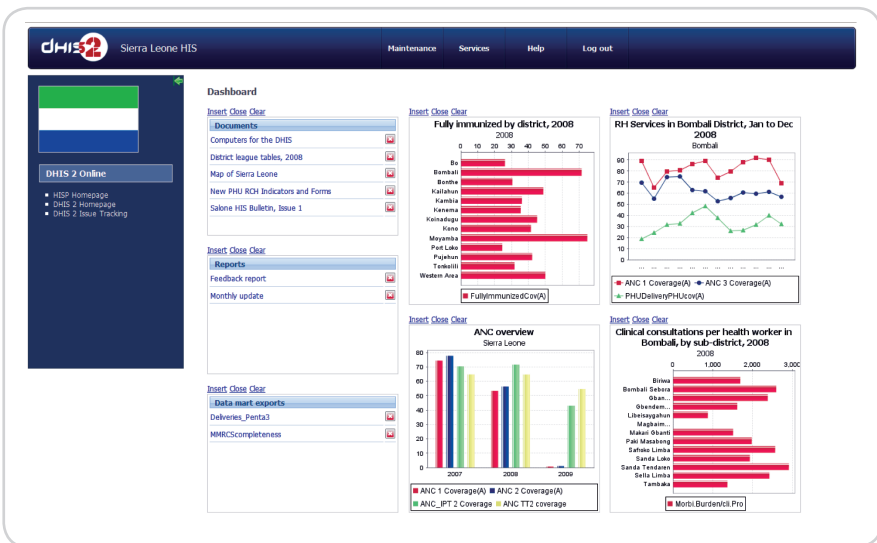 dHIS2 Sierra Leone HIS Maintenance Services Help Log out
DHIS 2 Online
HISP Homepage
DHIS 2 Homepage
DHIS 2 Issue Tracking
Dashboard
Insert Close Clear
Documents
Computers for the DHIS
District league tables, 2008
Map of Sierra Leone
New PHU RCH Indicators and Forms
Salone HIS Bulletin, Issue 1
Insert Close Clear
Reports
Feedback report
Monthly update
Insert Close Clear
Data mart exports
Deliveries_Penta3
MMRCScompleteness
Insert Close Clear
Fully immunized by district, 2008
2008
0 10 20 30 40 50 60 70
Bo
Bombali
Bonthe
Kailahun
Kambia
Kenema
Koinadugu
Kono
Moyamba
Port Loko
Pujehun
Tonkolili
Western Area
FullyImmunizedCov(A)
Insert Close Clear
RH Services in Bombali District, Jan to Dec
2008
Bombali
90
80
70
60
50
40
30
20
10
0
... ... ... ... ... ... ... ... ... ... ... ...
ANC 1 Coverage(A) ANC 3 Coverage(A)
PHUDeliveryPHUcov(A)
Insert Close Clear
ANC overview
Sierra Leone
80
70
60
50
40
30
20
10
0
2007 2008 2009
ANC 1 Coverage(A) ANC 2 Coverage(A)
ANC_IPT 2 Coverage ANC TT2 coverage
Insert Close Clear
Clinical consultations per health worker in
Bombali, by sub-district, 2008
2008
0 1,000 2,000 3,000
Biriwa
Bombali Sebora
Gban...
Gbendem...
Libeisaygahun
Magbaim...
Makari Gbanti
Paki Masabong
Safroko Limba
Sanda Loko
Sanda Tendaren
Sella Limba
Tambaka
Morbi.Burden/cli.Pro